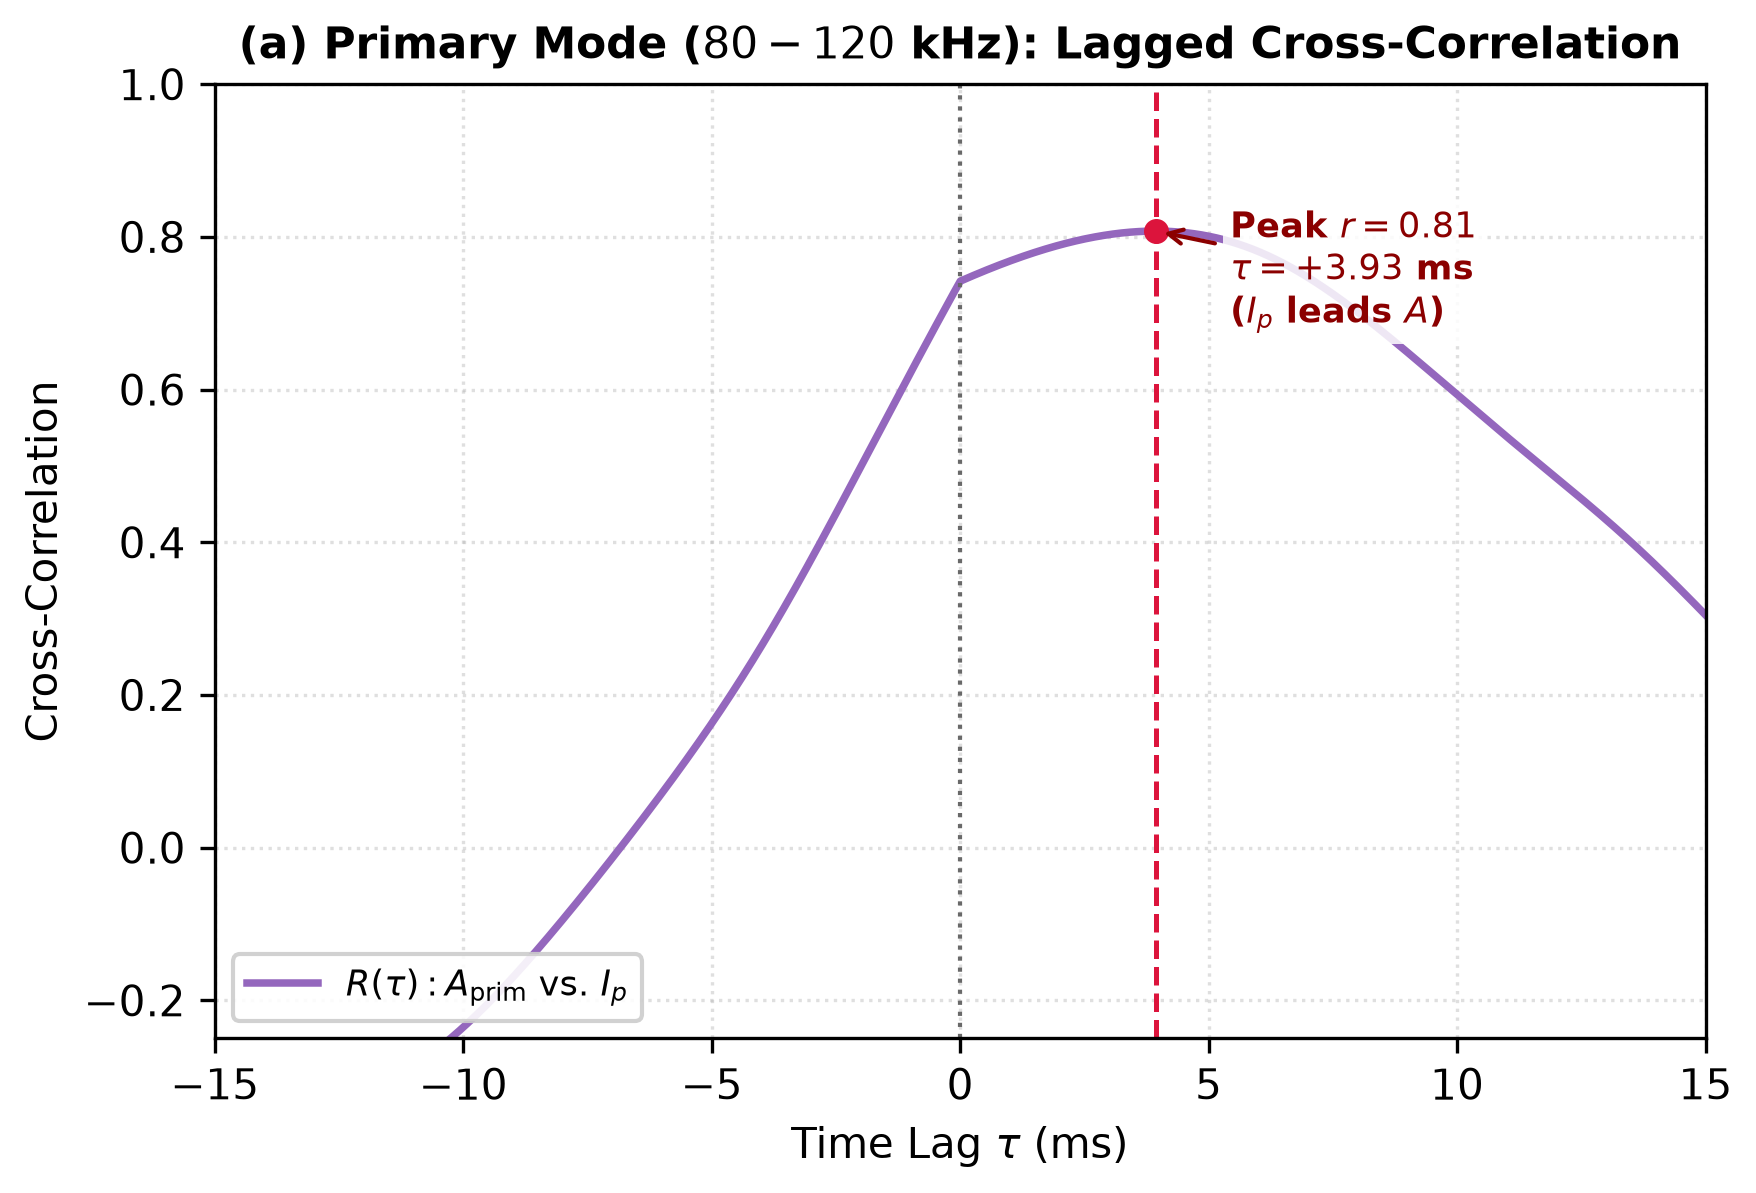 (a) Primary Mode (80 − 120 kHz): Lagged Cross-Correlation
1.0
0.8
0.6
0.4
0.2
0.0
−0.2
Cross-Correlation
Peak r = 0.81
τ = +3.93 ms
(I_p leads A)
R(τ) : A_prim vs. I_p
−15
−10
−5
0
5
10
15
Time Lag τ (ms)